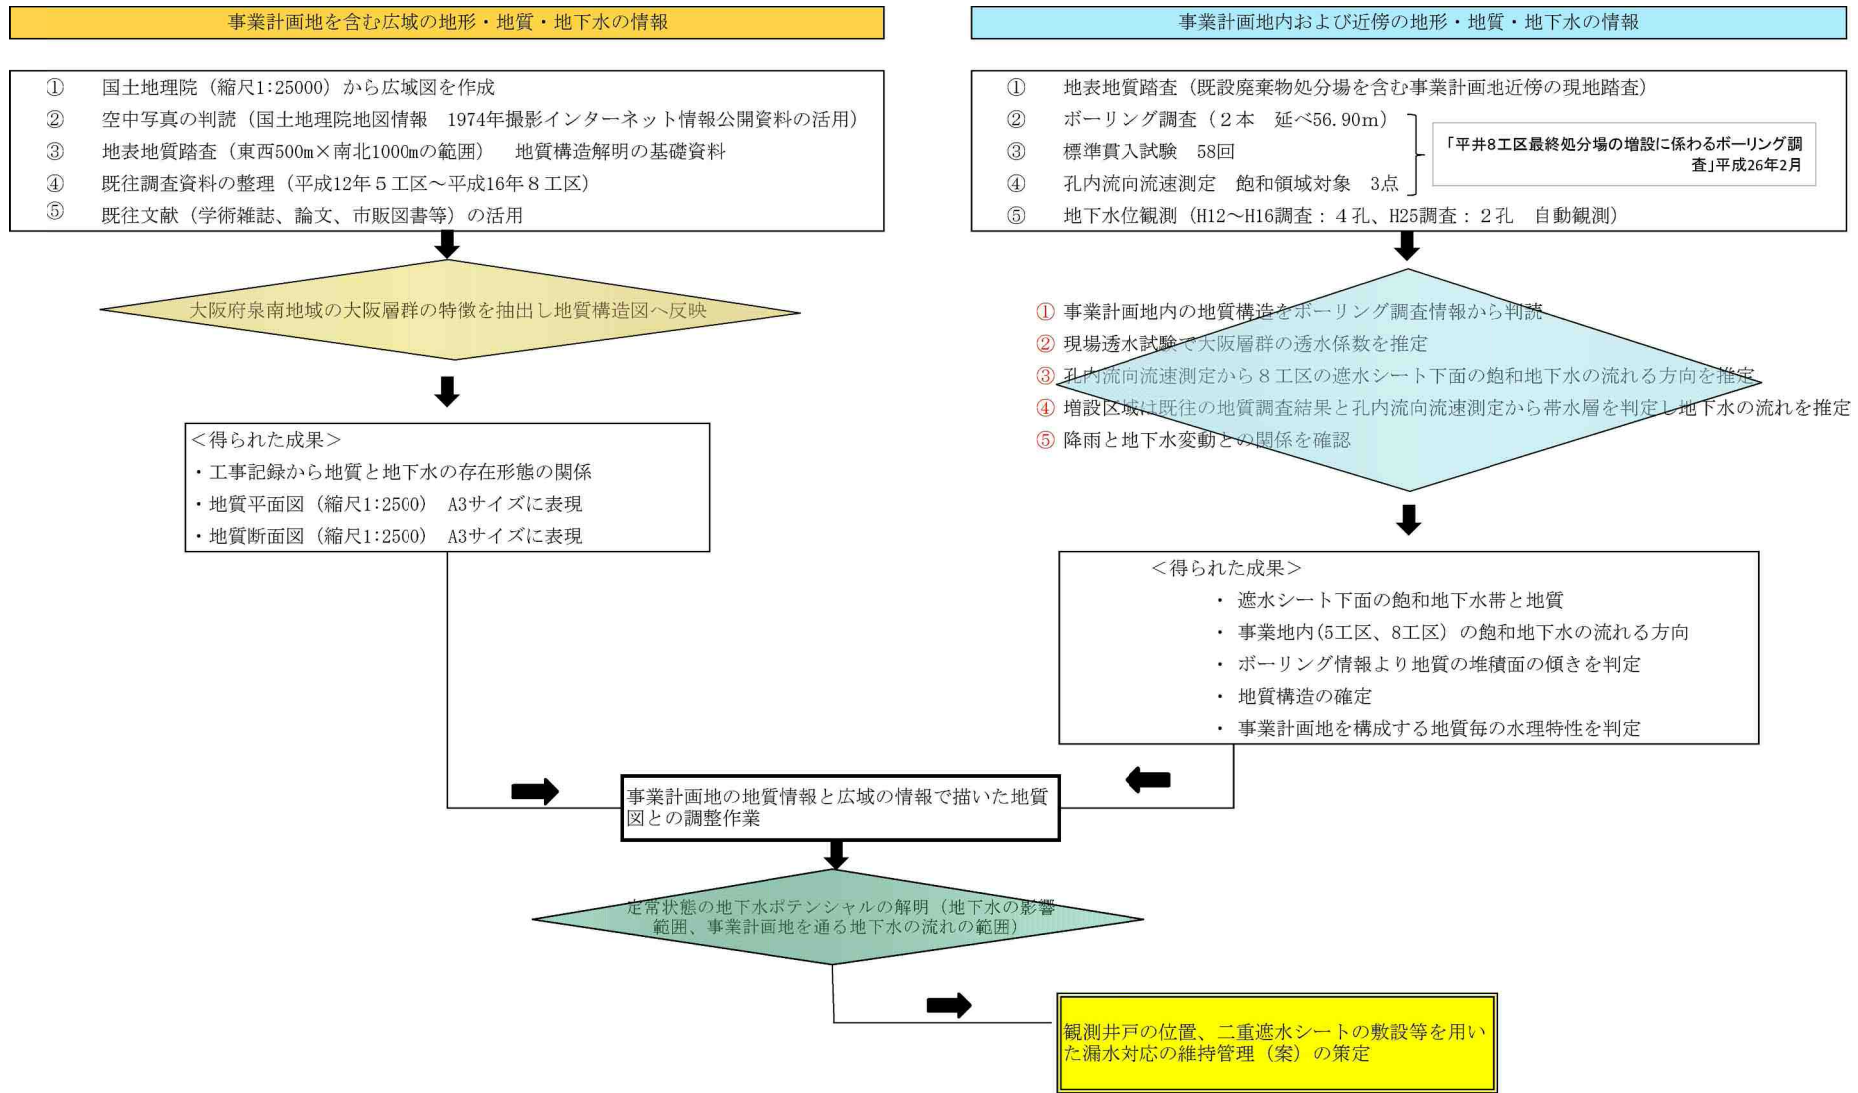 事業計画地を含む広域の地形・地質・地下水の情報
① 国土地理院（縮尺1:25000）から広域図を作成
② 空中写真の判読（国土地理院地図情報 1974年撮影インターネット情報公開資料の活用）
③ 地表地質踏査（東西500m×南北1000mの範囲） 地質構造解明の基礎資料
④ 既往調査資料の整理（平成12年５工区～平成16年８工区）
⑤ 既往文献（学術雑誌、論文、市販図書等）の活用
大阪府泉南地域の大阪層群の特徴を抽出し地質構造図へ反映
＜得られた成果＞
・工事記録から地質と地下水の存在形態の関係
・地質平面図（縮尺1:2500） A3サイズに表現
・地質断面図（縮尺1:2500） A3サイズに表現
事業計画地内および近傍の地形・地質・地下水の情報
① 地表地質踏査（既設廃棄物処分場を含む事業計画地近傍の現地踏査）
② ボーリング調査（２本 延べ56.90ｍ）
③ 標準貫入試験 58回
④ 孔内流向流速測定 飽和領域対象 3点
⑤ 地下水位観測（H12～H16調査：４孔、H25調査：２孔 自動観測）
「平井8工区最終処分場の増設に係わるボーリング調
査」平成26年2月
① 事業計画地内の地質構造をボーリング調査情報から判読
② 現場透水試験で大阪層群の透水係数を推定
③ 孔内流向流速測定から８工区の遮水シート下面の飽和地下水の流れる方向を推定
④ 増設区域は既往の地質調査結果と孔内流向流速測定から帯水層を判定し地下水の流れを推定
⑤ 降雨と地下水変動との関係を確認
＜得られた成果＞
・ 遮水シート下面の飽和地下水帯と地質
・ 事業地内(5工区、8工区）の飽和地下水の流れる方向
・ ボーリング情報より地質の堆積面の傾きを判定
・ 地質構造の確定
・ 事業計画地を構成する地質毎の水理特性を判定
事業計画地の地質情報と広域の情報で描いた地質
図との調整作業
定常状態の地下水ポテンシャルの解明（地下水の影響
範囲、事業計画地を通る地下水の流れの範囲）
観測井戸の位置、二重遮水シートの敷設等を用い
た漏水対応の維持管理（案）の策定